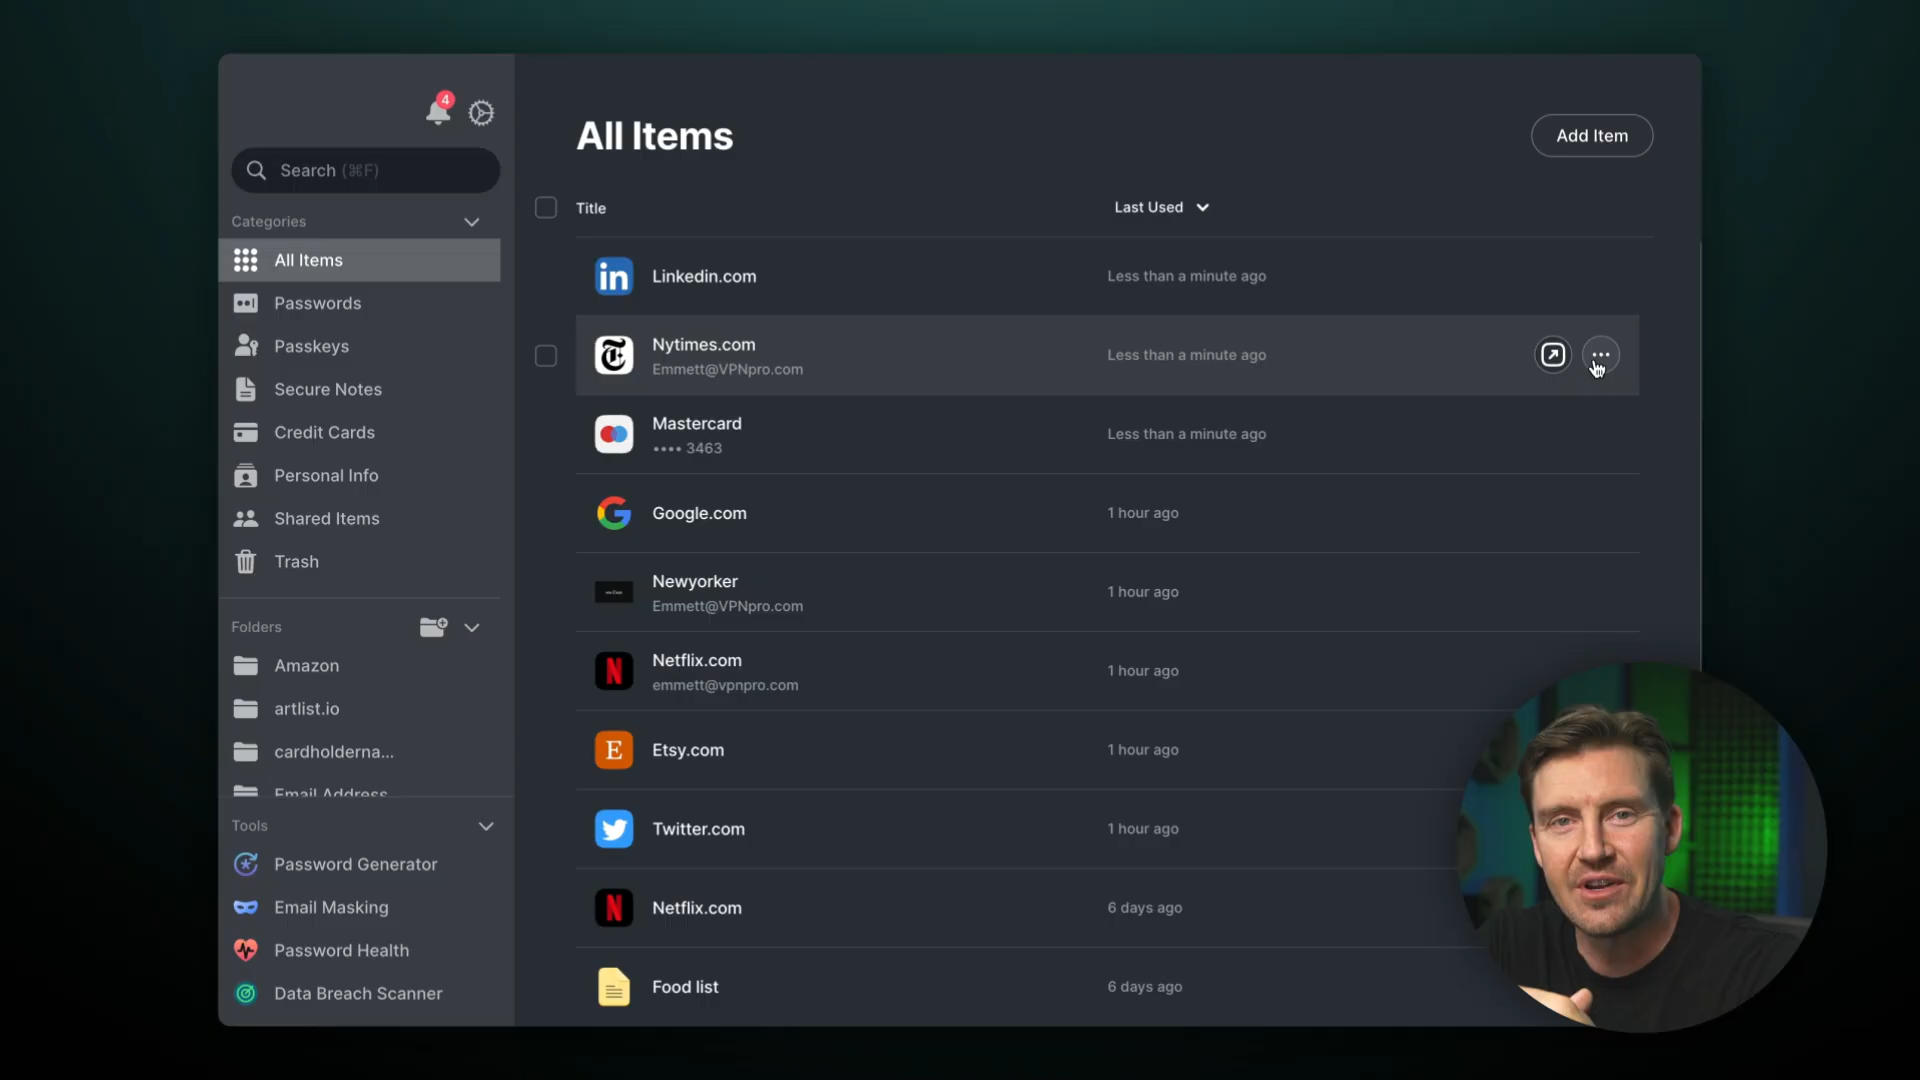 4
Search (⌘F)
Categories
All Items
Passwords
Passkeys
Secure Notes
Credit Cards
Personal Info
Shared Items
Trash
Folders
Amazon
artlist.io
cardholderna...
Email Address
Tools
Password Generator
Email Masking
Password Health
Data Breach Scanner
All Items
Add Item
Title
Last Used
in
Linkedin.com
Less than a minute ago
Nytimes.com
Emmett@VPNpro.com
Less than a minute ago
Mastercard
•••• 3463
Less than a minute ago
Google.com
1 hour ago
Newyorker
Emmett@VPNpro.com
1 hour ago
Netflix.com
emmett@vpnpro.com
1 hour ago
E
Etsy.com
1 hour ago
Twitter.com
1 hour ago
Netflix.com
6 days ago
Food list
6 days ago